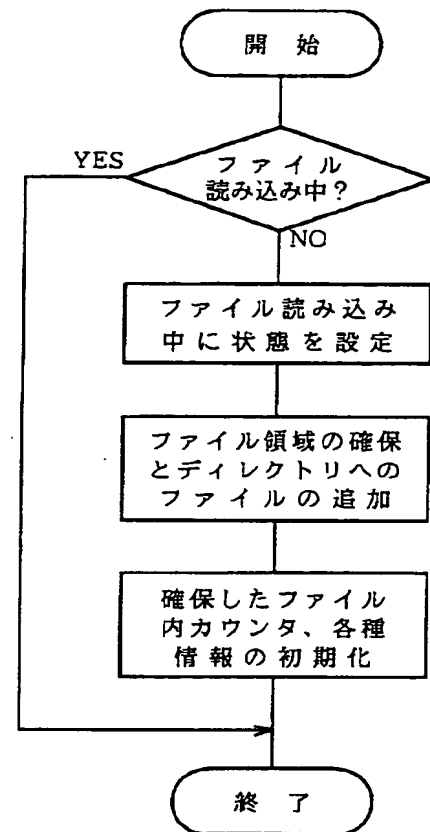 開始
ファイル
読み込み中？
YES
NO
ファイル読み込み
中に状態を設定
ファイル領域の確保
とディレクトリへの
ファイルの追加
確保したファイル
内カウンタ、各種
情報の初期化
終了